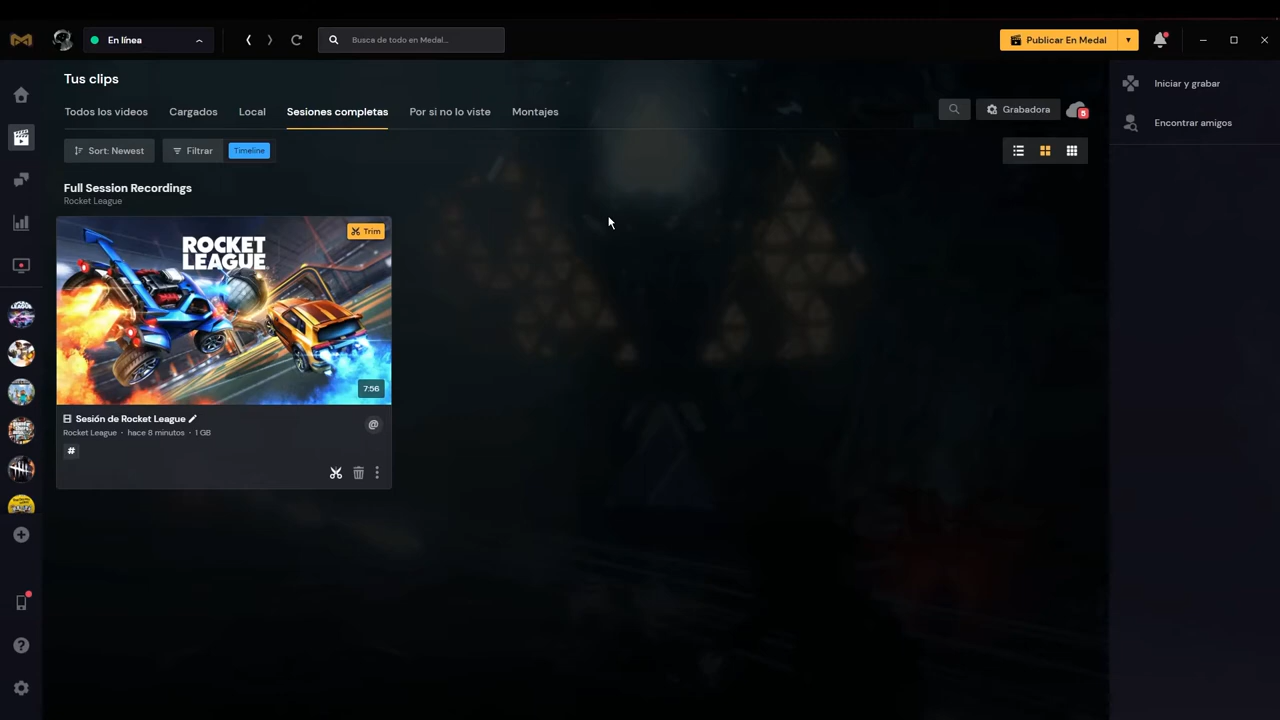 En línea
Busca de todo en Medal...
Publicar En Medal
Tus clips
Todos los videos
Cargados
Local
Sesiones completas
Por si no lo viste
Montajes
Grabadora
5
Sort: Newest
Filtrar
Timeline
Iniciar y grabar
Encontrar amigos
Full Session Recordings
Rocket League
ROCKET
LEAGUE
Trim
7:56
Sesión de Rocket League
Rocket League · hace 8 minutos · 1 GB
@
#